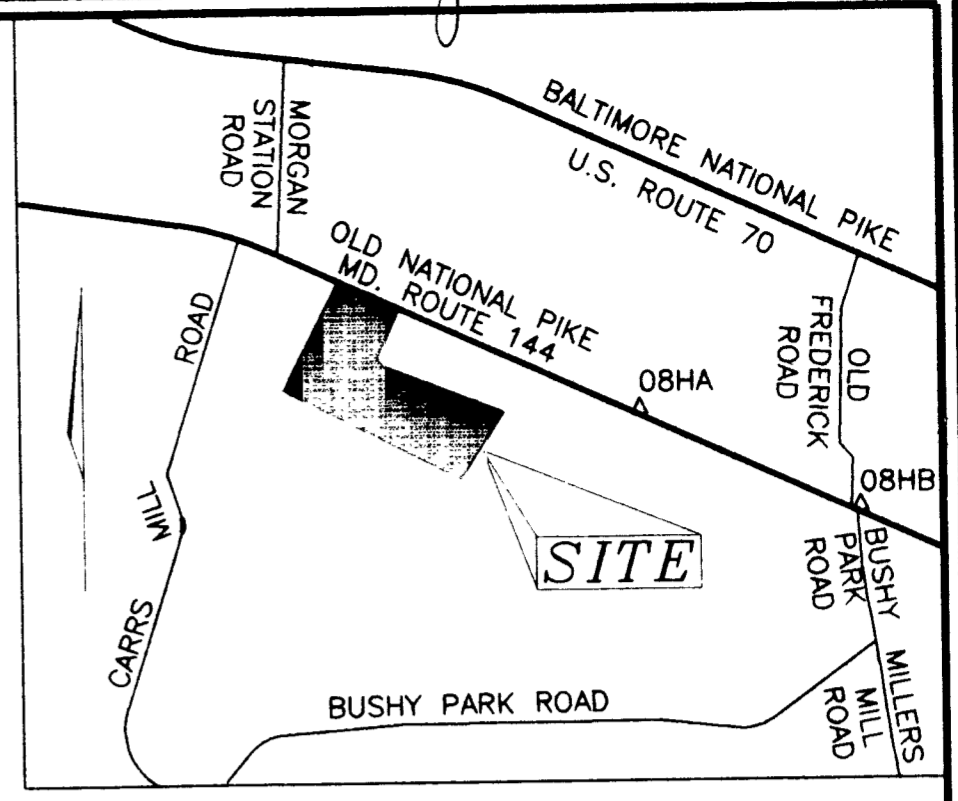 BALTIMORE NATIONAL PIKE
U.S. ROUTE 70
MORGAN
STATION
ROAD
OLD NATIONAL PIKE
MD. ROUTE 144
ROAD
OLD
FREDERICK
ROAD
08HA
08HB
MILL
SITE
BUSHY
PARK
ROAD
CARRS
BUSHY PARK ROAD
MILLERS
MILL
ROAD